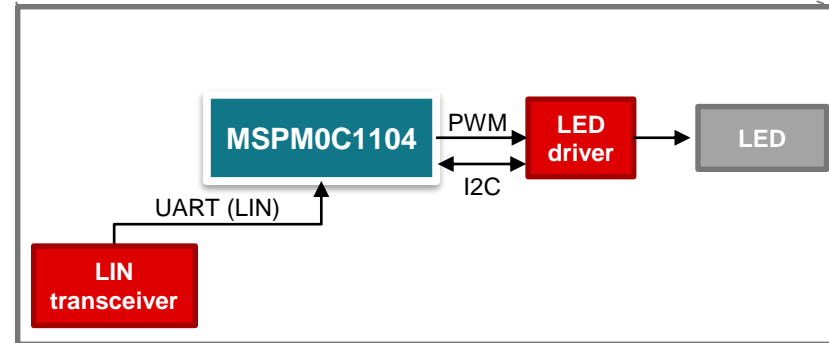 MSPM0C1104
PWM
I2C
LED
driver
LED
UART (LIN)
LIN
transceiver